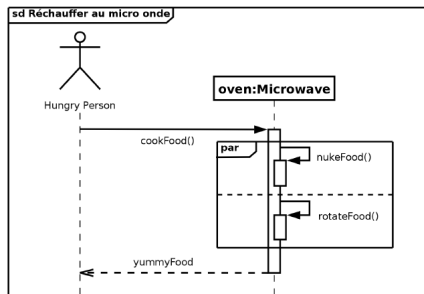 sd Réchauffer au micro onde
Hungry Person
oven:Microwave
cookFood()
par
nukeFood()
rotateFood()
yummyFood